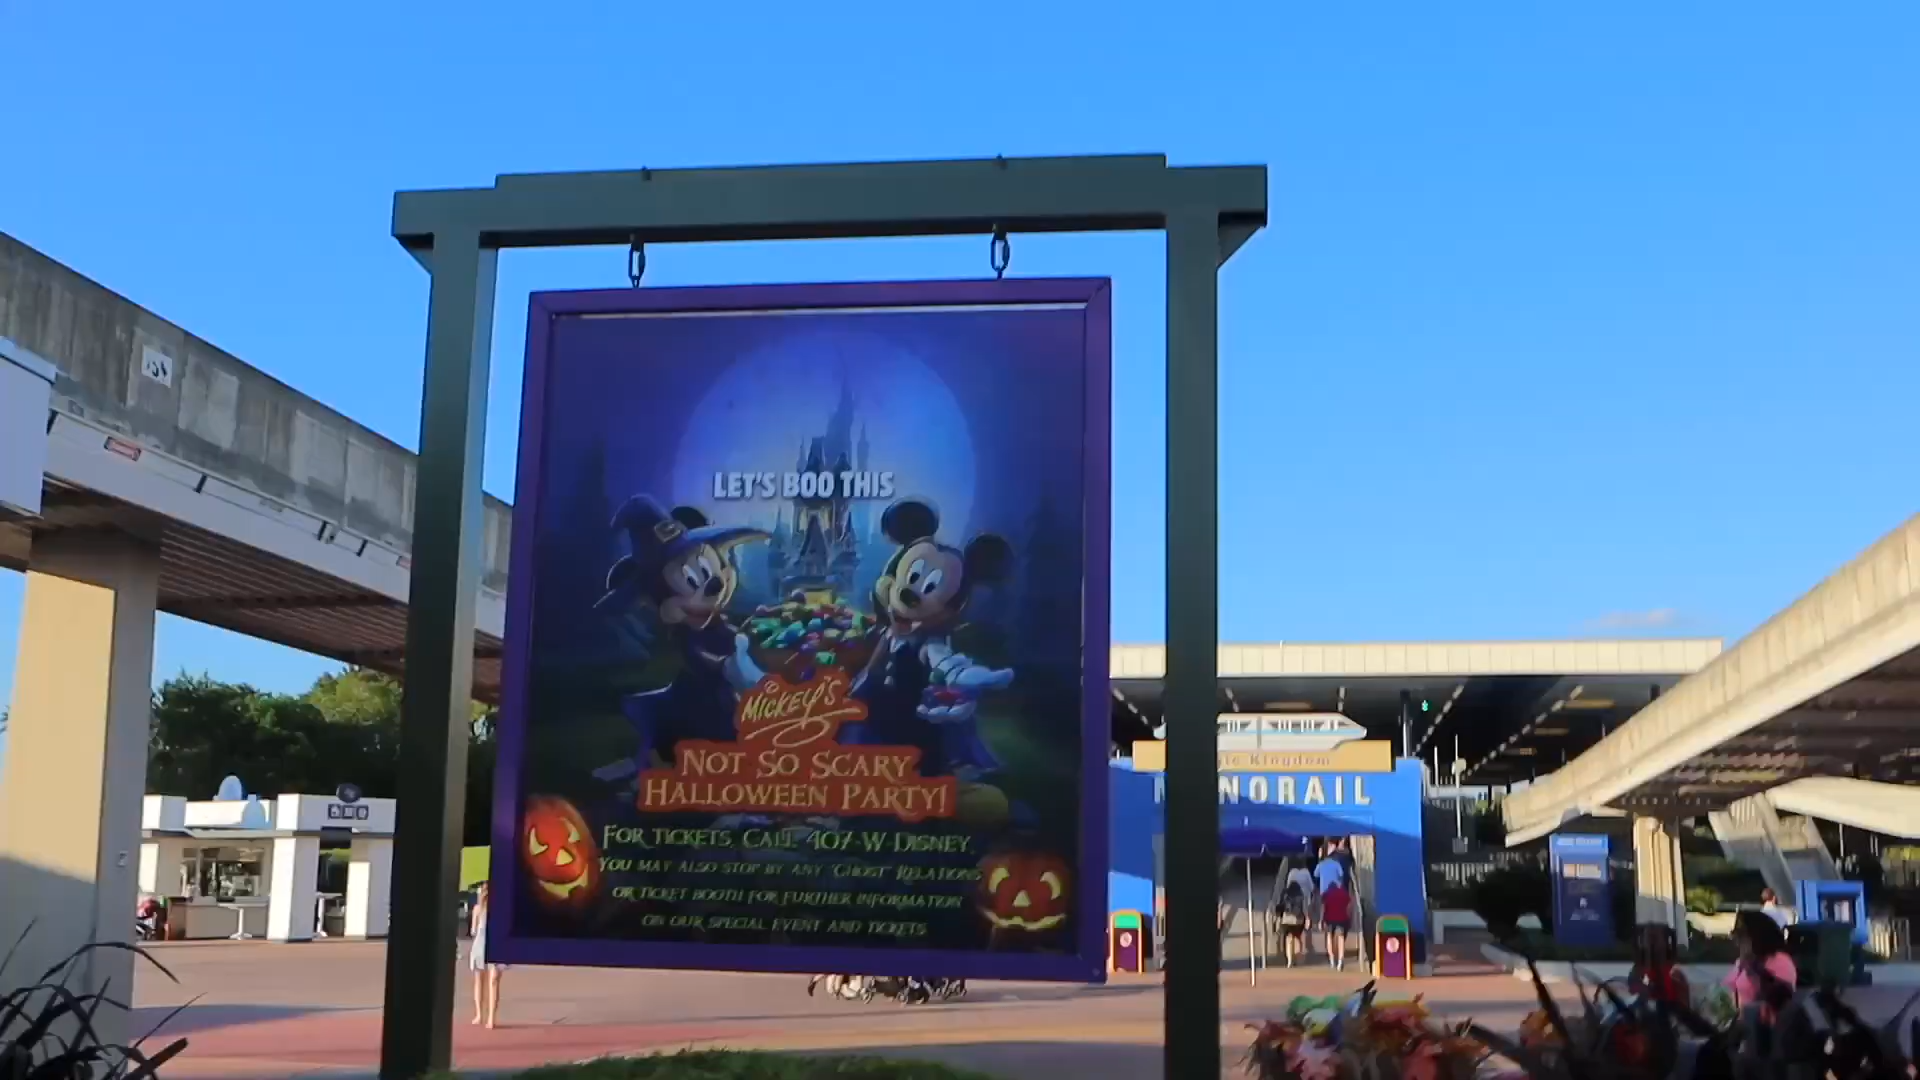 LET'S BOO THIS
MICKEY'S
NOT SO SCARY
HALLOWEEN PARTY!
FOR TICKETS, CALL 407-W-DISNEY.
YOU MAY ALSO STOP BY ANY "GHOST" RELATIONS
OR TICKET BOOTH FOR FURTHER INFORMATION
ON OUR SPECIAL EVENT AND TICKETS.
Kingdom